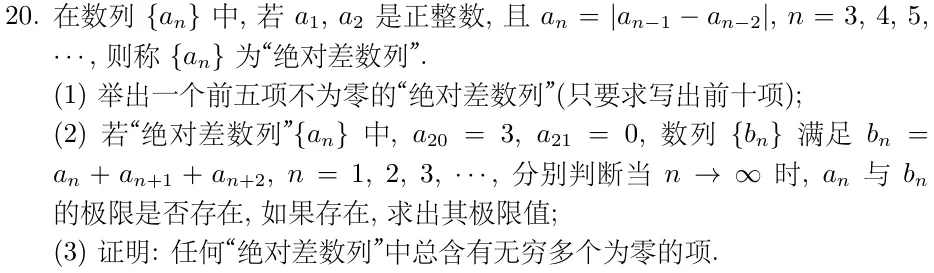 20. 在数列 {aₙ} 中, 若 a₁, a₂ 是正整数, 且 aₙ = |aₙ₋₁ − aₙ₋₂|, n = 3, 4, 5,
⋯, 则称 {aₙ} 为“绝对差数列”.
(1) 举出一个前五项不为零的“绝对差数列”(只要求写出前十项);
(2) 若“绝对差数列”{aₙ} 中, a₂₀ = 3, a₂₁ = 0, 数列 {bₙ} 满足 bₙ =
aₙ + aₙ₊₁ + aₙ₊₂, n = 1, 2, 3, ⋯, 分别判断当 n → ∞ 时, aₙ 与 bₙ
的极限是否存在, 如果存在, 求出其极限值;
(3) 证明: 任何“绝对差数列”中总含有无穷多个为零的项.